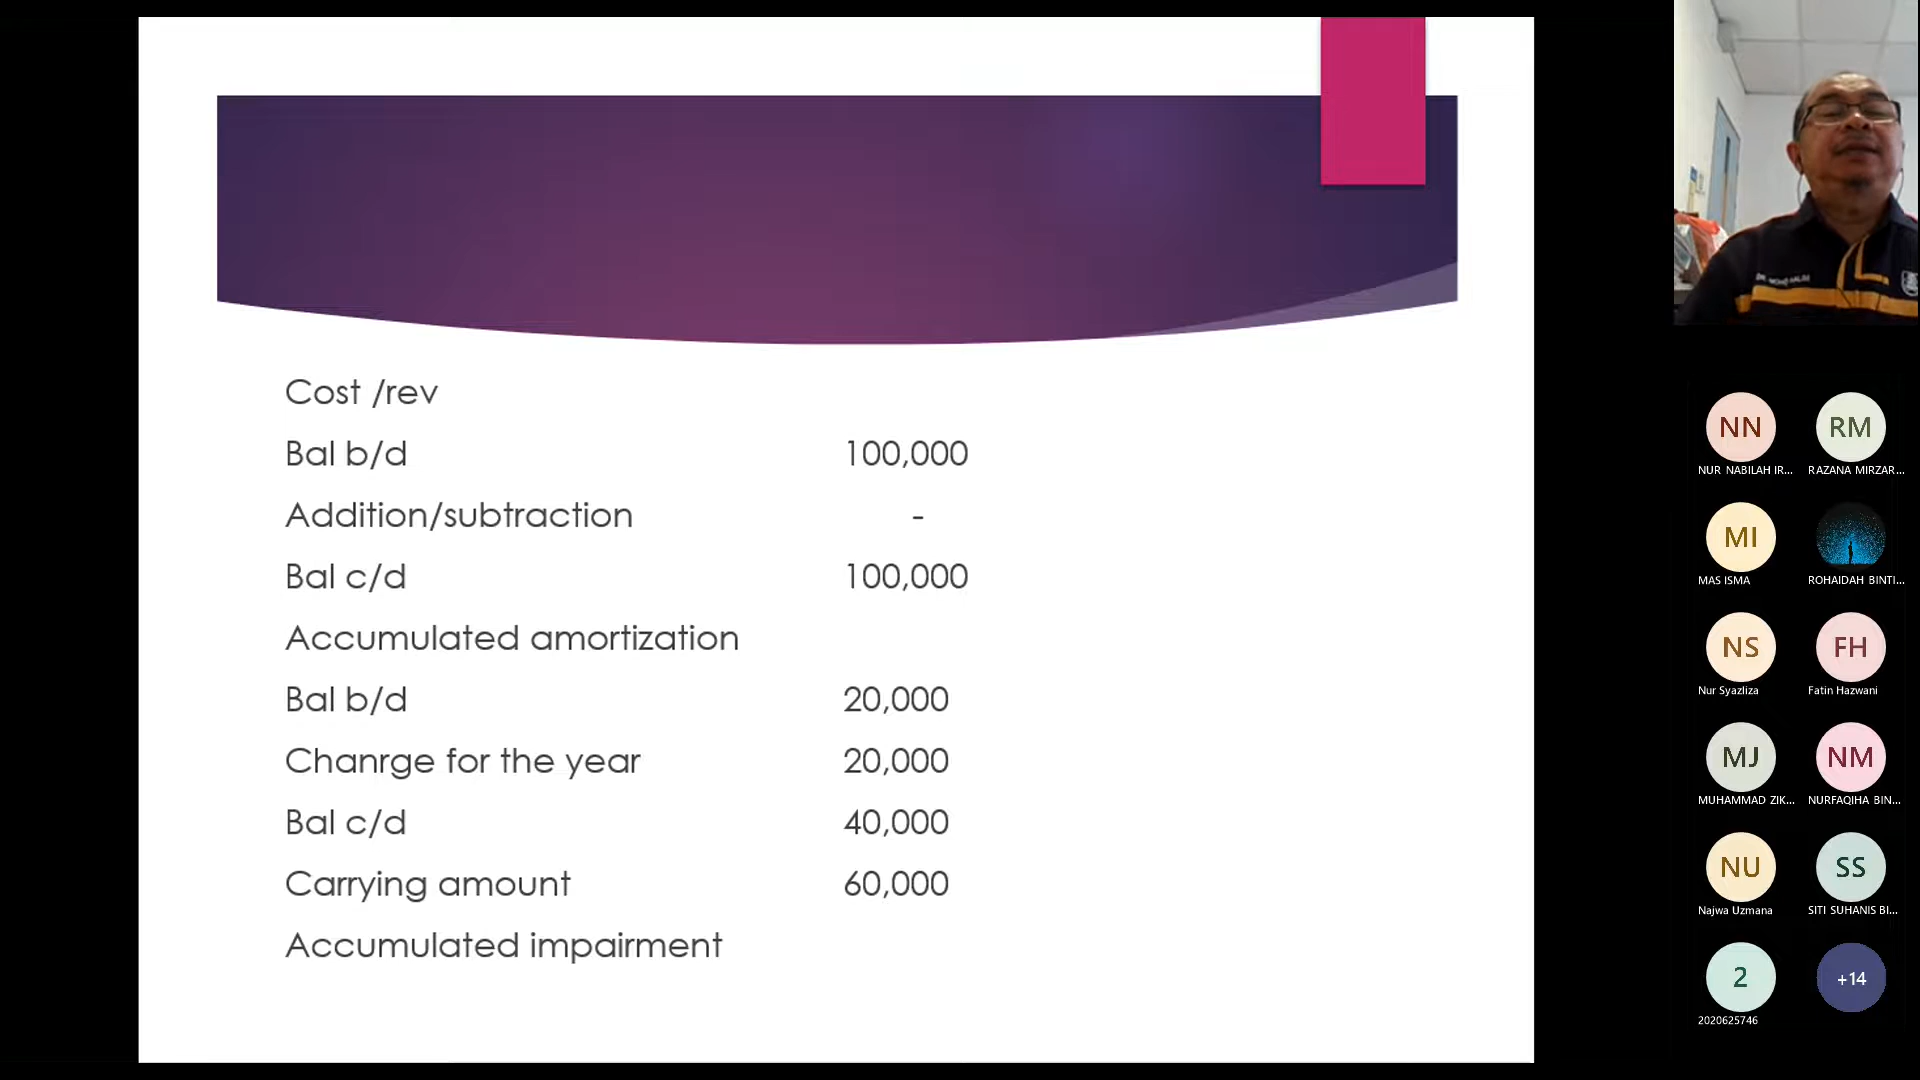 Cost /rev
Bal b/d 100,000
Addition/subtraction -
Bal c/d 100,000
Accumulated amortization
Bal b/d 20,000
Chanrge for the year 20,000
Bal c/d 40,000
Carrying amount 60,000
Accumulated impairment
NN RM
NUR NABILAH IR... RAZANA MIRZAR...
MI
MAS ISMA ROHAIDAH BINTI...
NS FH
Nur Syazliza Fatin Hazwani
MJ NM
MUHAMMAD ZIK... NURFAQIHA BIN...
NU SS
Najwa Uzmana SITI SUHANIS BI...
2 +14
2020625746